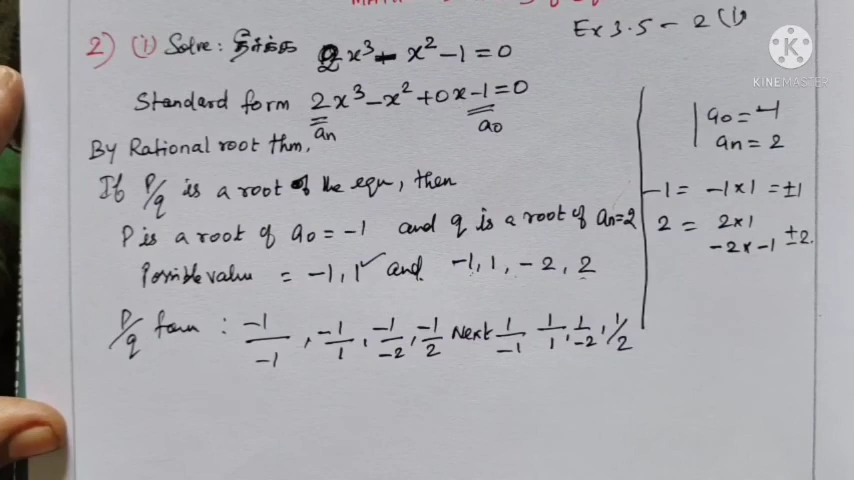 Ex 3.5 - 2 (i)
KINEMASTER
2) (i) Solve: 2x³ - x² - 1 = 0
Standard form 2x³ - x² + 0x - 1 = 0
an a₀
By Rational root thm,
If P/q is a root of the equn, then
P is a root of a₀ = -1 and q is a root of an = 2
Possible value = -1, 1 ✓ and -1, 1, -2, 2
P/q form : -1/-1, -1/1, -1/-2, -1/2 Next 1/-1 1/1, 1/-2, 1/2
a₀ = -1
an = 2
-1 = -1 x 1 = ±1
2 = 2 x 1
-2 x -1 ±2.